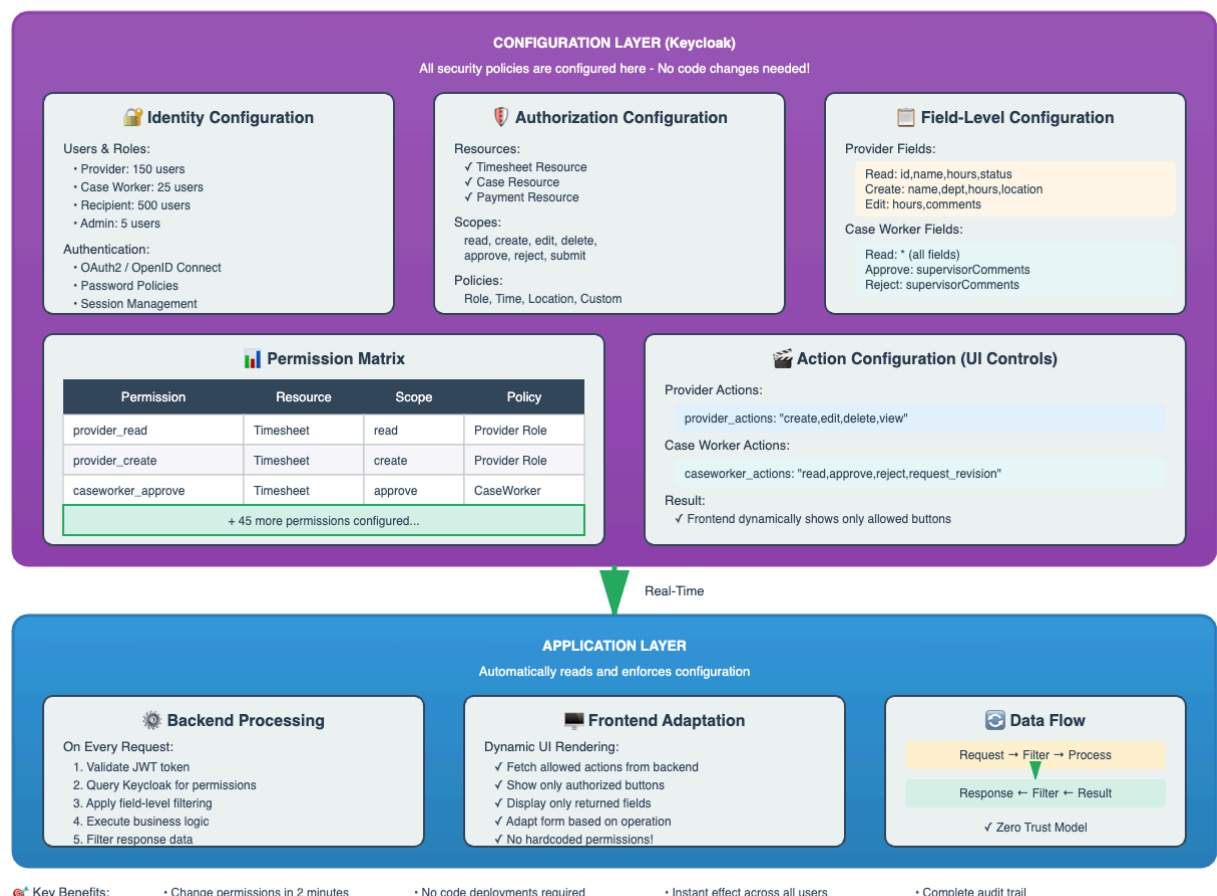 CONFIGURATION LAYER (Keycloak)
All security policies are configured here - No code changes needed!
Identity Configuration
Users & Roles:
• Provider: 150 users
• Case Worker: 25 users
• Recipient: 500 users
• Admin: 5 users
Authentication:
• OAuth2 / OpenID Connect
• Password Policies
• Session Management
Authorization Configuration
Resources:
✓ Timesheet Resource
✓ Case Resource
✓ Payment Resource
Scopes:
read, create, edit, delete,
approve, reject, submit
Policies:
Role, Time, Location, Custom
Field-Level Configuration
Provider Fields:
Read: id,name,hours,status
Create: name,dept,hours,location
Edit: hours,comments
Case Worker Fields:
Read: * (all fields)
Approve: supervisorComments
Reject: supervisorComments
Permission Matrix
Permission Resource Scope Policy
provider_read Timesheet read Provider Role
provider_create Timesheet create Provider Role
caseworker_approve Timesheet approve CaseWorker
+ 45 more permissions configured...
Action Configuration (UI Controls)
Provider Actions:
provider_actions: "create,edit,delete,view"
Case Worker Actions:
caseworker_actions: "read,approve,reject,request_revision"
Result:
✓ Frontend dynamically shows only allowed buttons
Real-Time
APPLICATION LAYER
Automatically reads and enforces configuration
Backend Processing
On Every Request:
1. Validate JWT token
2. Query Keycloak for permissions
3. Apply field-level filtering
4. Execute business logic
5. Filter response data
Frontend Adaptation
Dynamic UI Rendering:
✓ Fetch allowed actions from backend
✓ Show only authorized buttons
✓ Display only returned fields
✓ Adapt form based on operation
✓ No hardcoded permissions!
Data Flow
Request → Filter → Process
Response ← Filter ← Result
✓ Zero Trust Model
Key Benefits: • Change permissions in 2 minutes • No code deployments required • Instant effect across all users • Complete audit trail